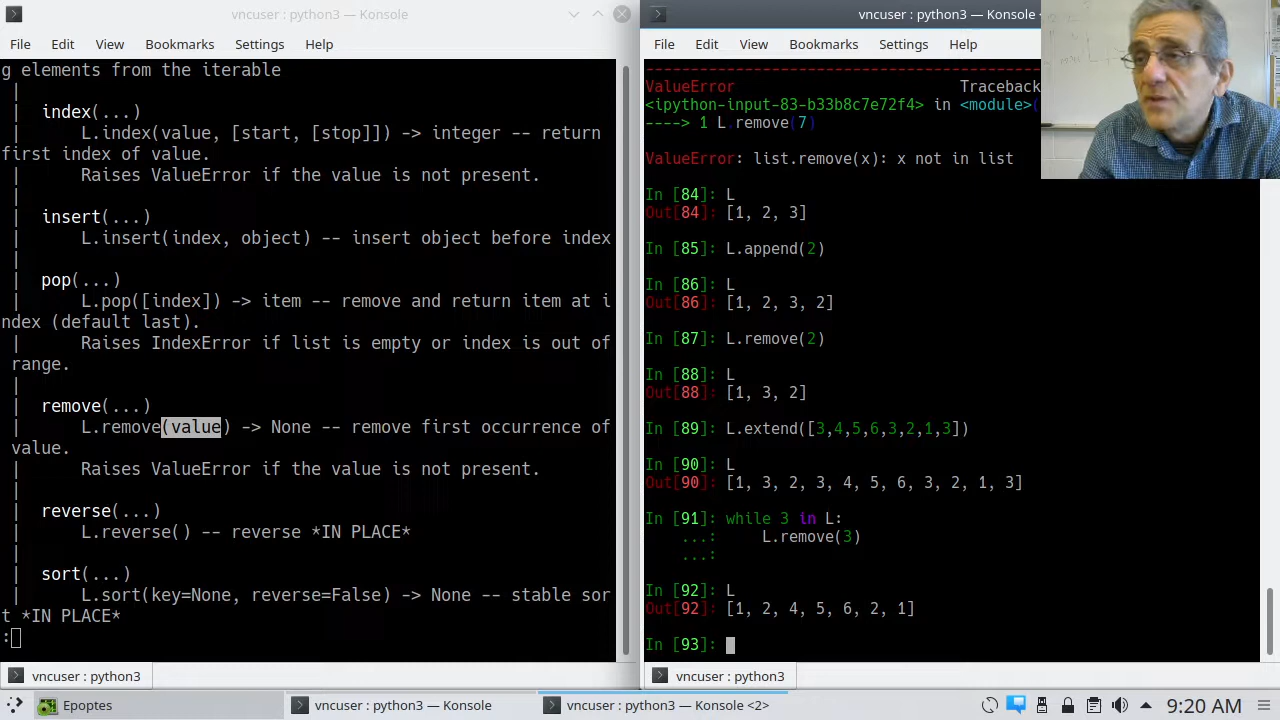 vncuser : python3 — Konsole
File Edit View Bookmarks Settings Help
g elements from the iterable
|
| index(...)
| L.index(value, [start, [stop]]) -> integer -- return
first index of value.
| Raises ValueError if the value is not present.
|
| insert(...)
| L.insert(index, object) -- insert object before index
|
| pop(...)
| L.pop([index]) -> item -- remove and return item at i
ndex (default last).
| Raises IndexError if list is empty or index is out of
range.
|
| remove(...)
| L.remove(value) -> None -- remove first occurrence of
value.
| Raises ValueError if the value is not present.
|
| reverse(...)
| L.reverse() -- reverse *IN PLACE*
|
| sort(...)
| L.sort(key=None, reverse=False) -> None -- stable sor
t *IN PLACE*
:
vncuser : python3
vncuser : python3 — Konsole
File Edit View Bookmarks Settings Help
---------------------------------------------
ValueError Traceback
<ipython-input-83-b33b8c7e72f4> in <module>(
----> 1 L.remove(7)
ValueError: list.remove(x): x not in list
In [84]: L
Out[84]: [1, 2, 3]
In [85]: L.append(2)
In [86]: L
Out[86]: [1, 2, 3, 2]
In [87]: L.remove(2)
In [88]: L
Out[88]: [1, 3, 2]
In [89]: L.extend([3,4,5,6,3,2,1,3])
In [90]: L
Out[90]: [1, 3, 2, 3, 4, 5, 6, 3, 2, 1, 3]
In [91]: while 3 in L:
...: L.remove(3)
...:
In [92]: L
Out[92]: [1, 2, 4, 5, 6, 2, 1]
In [93]:
vncuser : python3
Epoptes
vncuser : python3 — Konsole
vncuser : python3 — Konsole <2>
9:20 AM